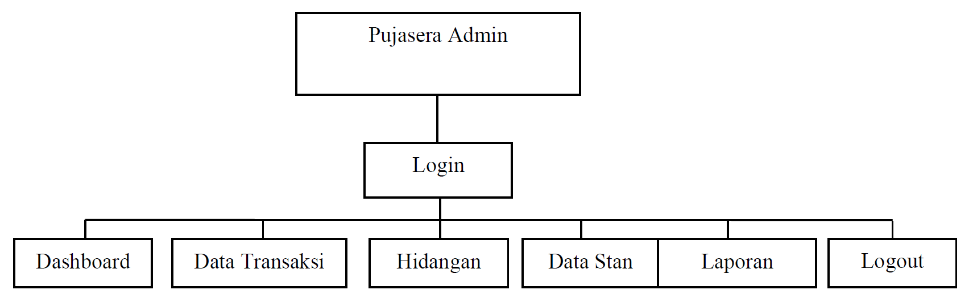 Pujasera Admin
Login
Dashboard
Data Transaksi
Hidangan
Data Stan
Laporan
Logout